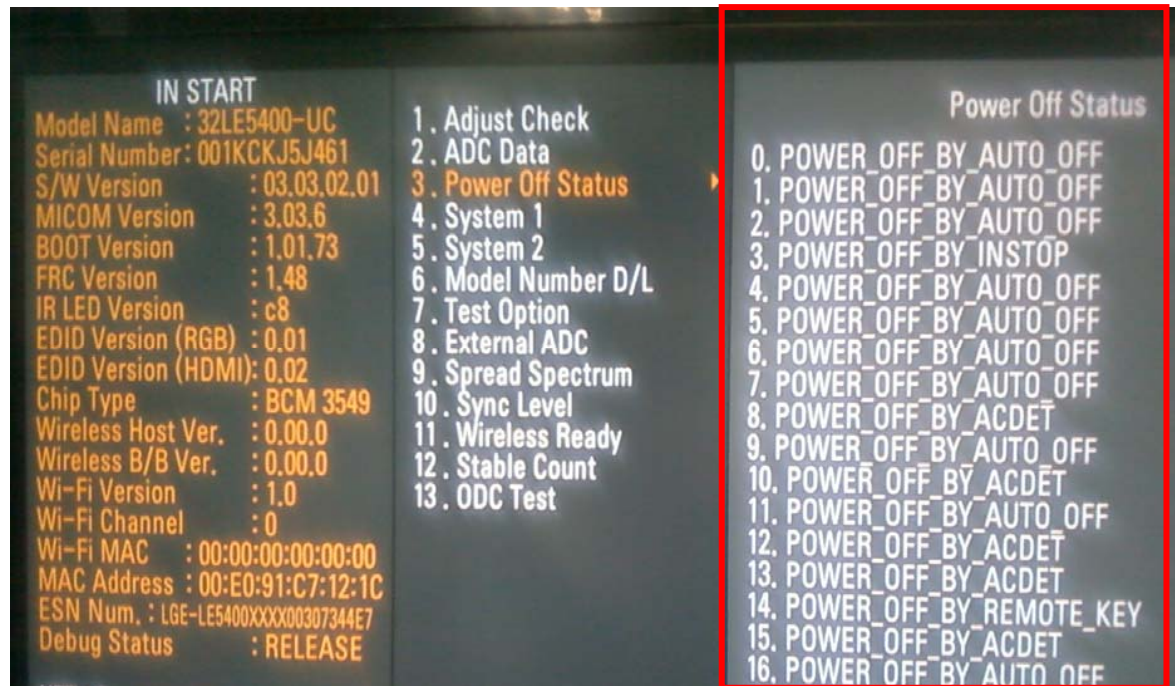 IN START
Model Name : 32LE5400-UC
Serial Number : 001KCKJ5J461
S/W Version : 03.03.02.01
MICOM Version : 3.03.6
BOOT Version : 1.01.73
FRC Version : 1.48
IR LED Version : c8
EDID Version (RGB) : 0.01
EDID Version (HDMI): 0.02
Chip Type : BCM 3549
Wireless Host Ver. : 0.00.0
Wireless B/B Ver. : 0.00.0
Wi-Fi Version : 1.0
Wi-Fi Channel : 0
Wi-Fi MAC : 00:00:00:00:00:00
MAC Address : 00:E0:91:C7:12:1C
ESN Num. : LGE-LE5400XXXX00307344E7
Debug Status : RELEASE
1. Adjust Check
2. ADC Data
3. Power Off Status
4. System 1
5. System 2
6. Model Number D/L
7. Test Option
8. External ADC
9. Spread Spectrum
10. Sync Level
11. Wireless Ready
12. Stable Count
13. ODC Test
Power Off Status
0. POWER_OFF_BY_AUTO_OFF
1. POWER_OFF_BY_AUTO_OFF
2. POWER_OFF_BY_AUTO_OFF
3. POWER_OFF_BY_INSTOP
4. POWER_OFF_BY_AUTO_OFF
5. POWER_OFF_BY_AUTO_OFF
6. POWER_OFF_BY_AUTO_OFF
7. POWER_OFF_BY_AUTO_OFF
8. POWER_OFF_BY_ACDET
9. POWER_OFF_BY_AUTO_OFF
10. POWER_OFF_BY_ACDET
11. POWER_OFF_BY_AUTO_OFF
12. POWER_OFF_BY_ACDET
13. POWER_OFF_BY_ACDET
14. POWER_OFF_BY_REMOTE_KEY
15. POWER_OFF_BY_ACDET
16. POWER_OFF_BY_AUTO_OFF